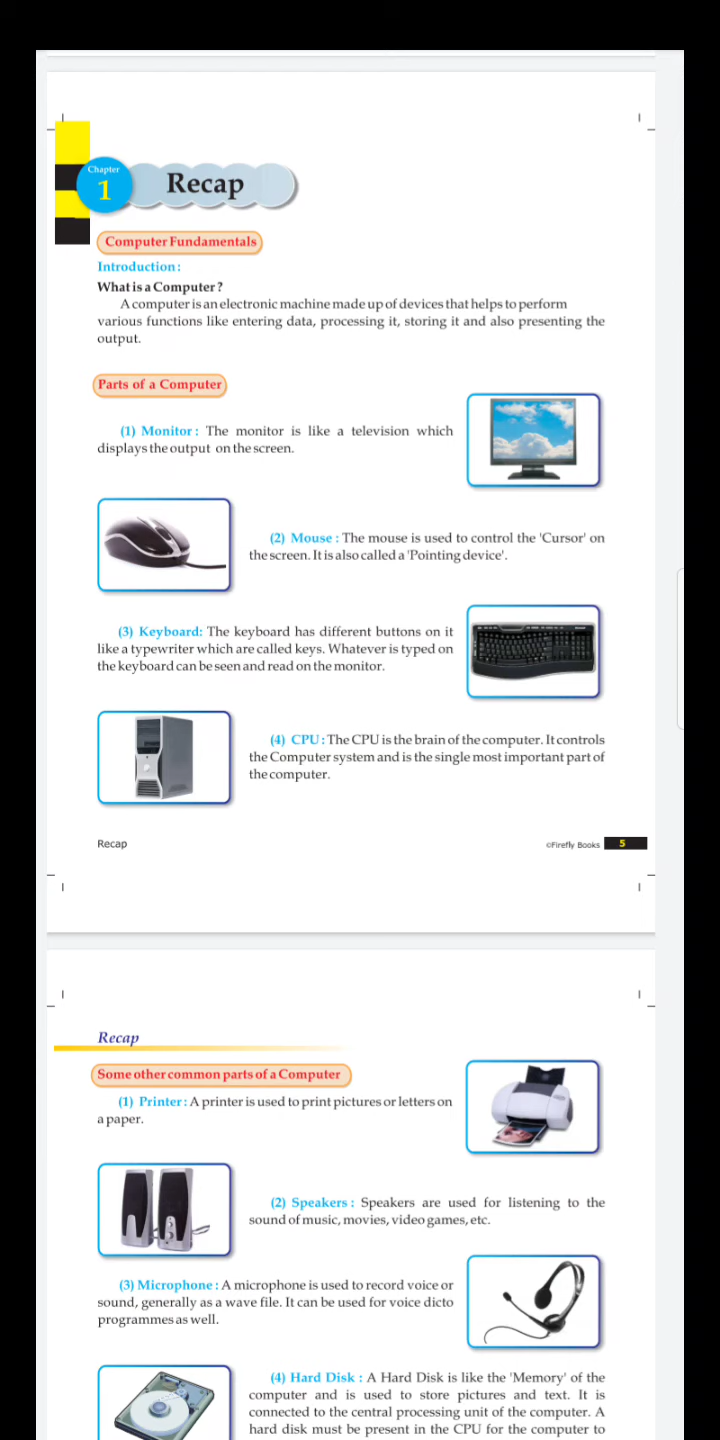 Chapter
1
Recap
Computer Fundamentals
Introduction :
What is a Computer ?
A computer is an electronic machine made up of devices that helps to perform
various functions like entering data, processing it, storing it and also presenting the
output.
Parts of a Computer
(1) Monitor : The monitor is like a television which
displays the output on the screen.
(2) Mouse : The mouse is used to control the 'Cursor' on
the screen. It is also called a 'Pointing device'.
(3) Keyboard: The keyboard has different buttons on it
like a typewriter which are called keys. Whatever is typed on
the keyboard can be seen and read on the monitor.
(4) CPU : The CPU is the brain of the computer. It controls
the Computer system and is the single most important part of
the computer.
Recap
©Firefly Books 5
Recap
Some other common parts of a Computer
(1) Printer : A printer is used to print pictures or letters on
a paper.
(2) Speakers : Speakers are used for listening to the
sound of music, movies, video games, etc.
(3) Microphone : A microphone is used to record voice or
sound, generally as a wave file. It can be used for voice dicto
programmes as well.
(4) Hard Disk : A Hard Disk is like the 'Memory' of the
computer and is used to store pictures and text. It is
connected to the central processing unit of the computer. A
hard disk must be present in the CPU for the computer to